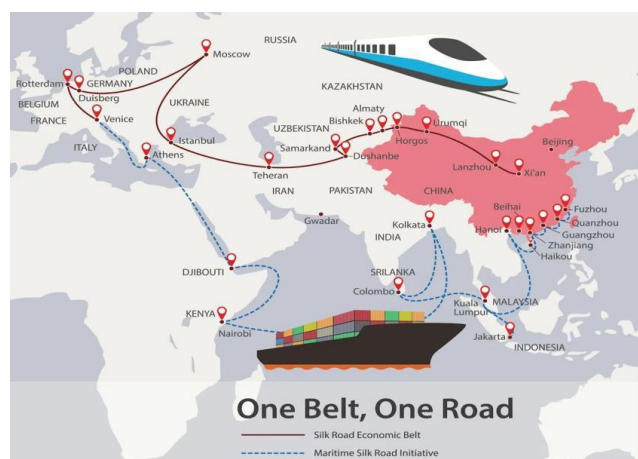 RUSSIA
Moscow
POLAND
Rotterdam
GERMANY
Duisberg
BELGIUM
FRANCE
UKRAINE
Venice
ITALY
Istanbul
Athens
KAZAKHSTAN
Almaty
Bishkek
UZBEKISTAN
Horgos
Urumqi
Samarkand
Doshanbe
Teheran
IRAN
PAKISTAN
Beijing
Lanzhou
Xi'an
CHINA
Gwadar
Kolkata
INDIA
Beihai
Hanoi
Fuzhou
Quanzhou
Guangzhou
Zhanjiang
Haikou
DJIBOUTI
SRILANKA
Colombo
KENYA
Nairobi
Kuala
Lumpur
MALAYSIA
Jakarta
INDONESIA
One Belt, One Road
Silk Road Economic Belt
Maritime Silk Road Initiative